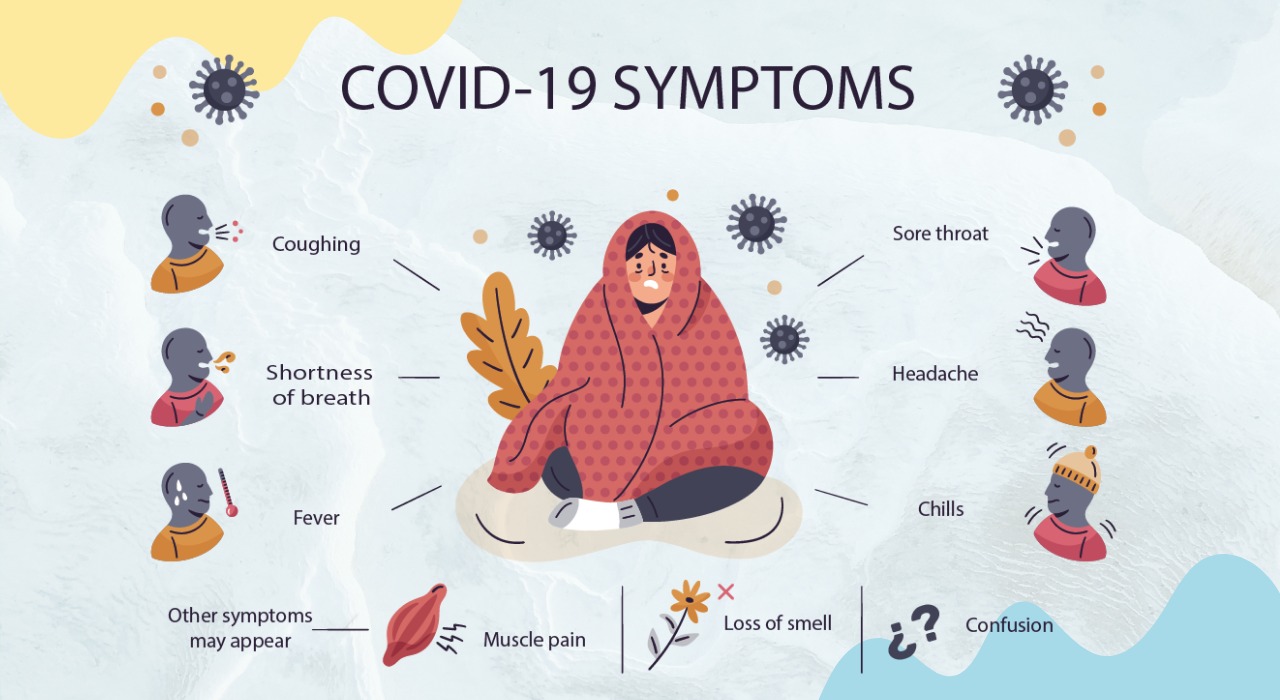 COVID-19 SYMPTOMS
Coughing
Sore throat
Shortness
of breath
Headache
Fever
Chills
Other symptoms
may appear
Muscle pain
Loss of smell
¿?
Confusion